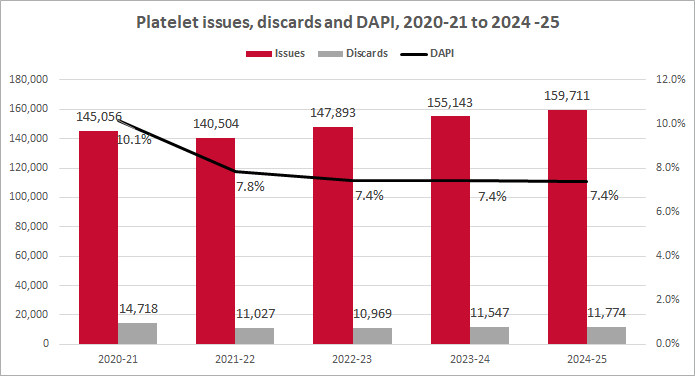 Platelet issues, discards and DAPI, 2020-21 to 2024 -25
Issues Discards DAPI
180,000 12.0%
160,000
145,056 140,504 147,893 155,143 159,711
10.0%
140,000
10.1%
120,000
8.0%
7.8% 7.4% 7.4% 7.4%
100,000
6.0%
80,000
60,000
4.0%
40,000
2.0%
14,718 11,027 10,969 11,547 11,774
20,000
0 0.0%
2020-21 2021-22 2022-23 2023-24 2024-25